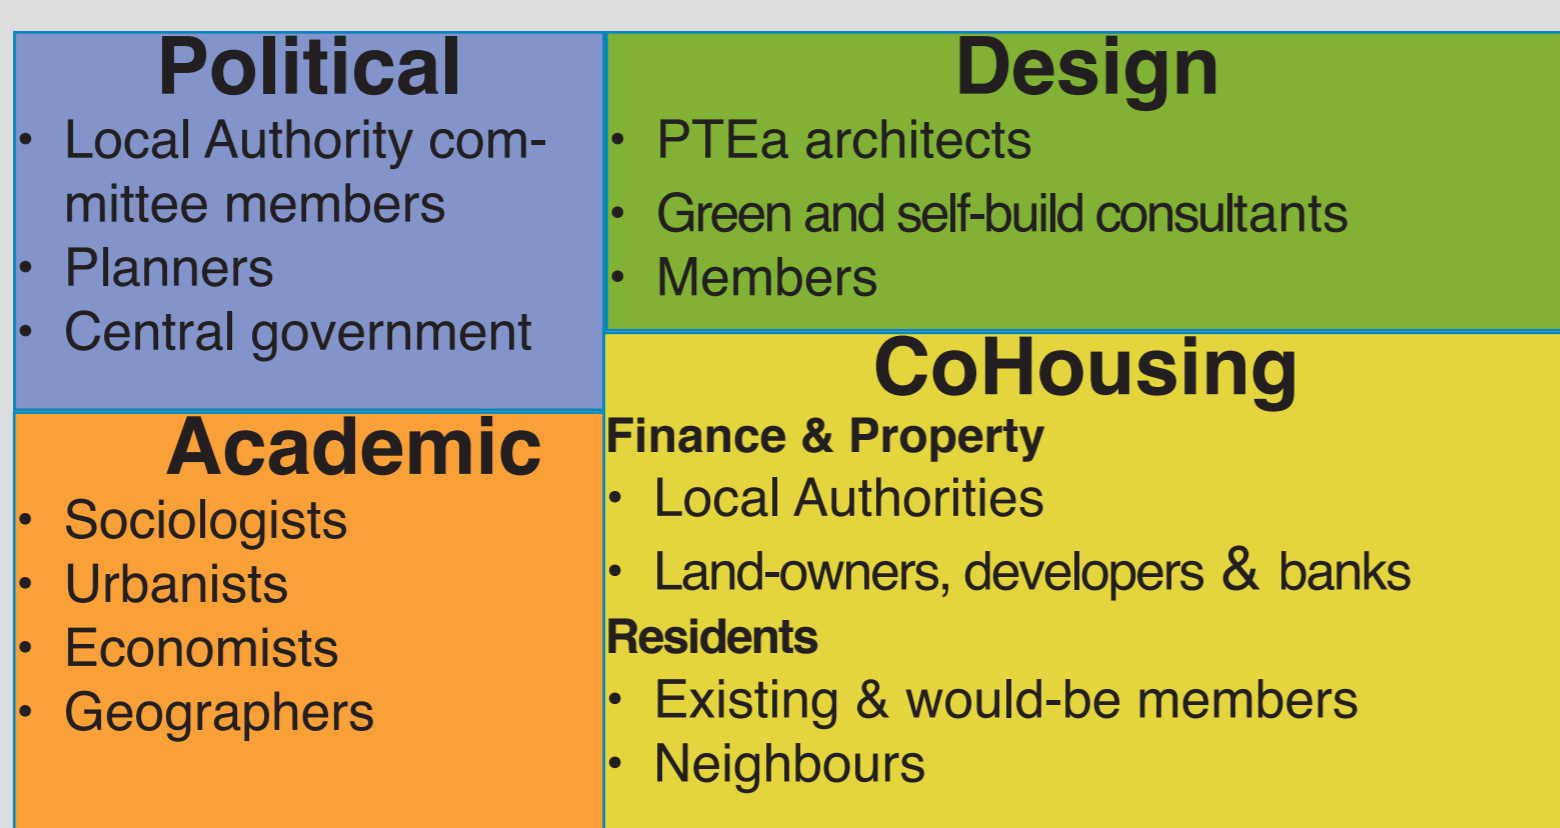 Political
• Local Authority com-
mittee members
• Planners
• Central government
Design
• PTEa architects
• Green and self-build consultants
• Members
Academic
• Sociologists
• Urbanists
• Economists
• Geographers
CoHousing
Finance & Property
• Local Authorities
• Land-owners, developers & banks
Residents
• Existing & would-be members
• Neighbours